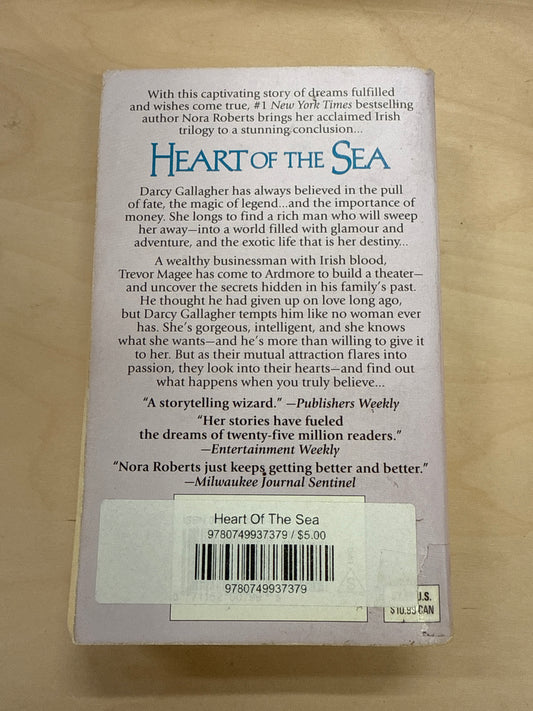 With this captivating story of dreams fulfilled
and wishes come true, #1 New York Times bestselling
author Nora Roberts brings her acclaimed Irish
trilogy to a stunning conclusion...
HEART OF THE SEA
Darcy Gallagher has always believed in the pull
of fate, the magic of legend...and the importance of
money. She longs to find a rich man who will sweep
her away—into a world filled with glamour and
adventure, and the exotic life that is her destiny...
A wealthy businessman with Irish blood,
Trevor Magee has come to Ardmore to build a theater—
and uncover the secrets hidden in his family's past.
He thought he had given up on love long ago,
but Darcy Gallagher tempts him like no woman ever
has. She's gorgeous, intelligent, and she knows
what she wants—and he's more than willing to give it
to her. But as their mutual attraction flares into
passion, they look into their hearts—and find out
what happens when you truly believe...
"A storytelling wizard." —Publishers Weekly
"Her stories have fueled
the dreams of twenty-five million readers."
—Entertainment Weekly
"Nora Roberts just keeps getting better and better."
—Milwaukee Journal Sentinel
Heart Of The Sea
9780749937379 / $5.00
9780749937379
U.S.
$10.99 CAN